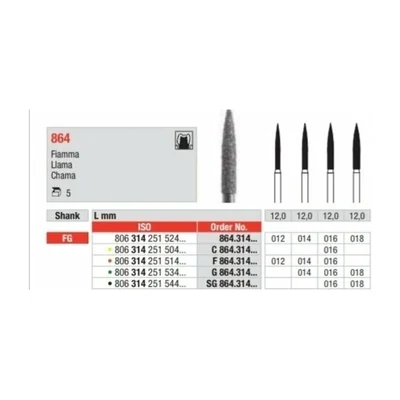 864
Fiamma
Llama
Chama
5
Shank L mm 12,0 12,0 12,0 12,0
ISO Order No.
FG 806 314 251 524... 864.314... 012 014 016 018
806 314 251 504... C 864.314... 016
806 314 251 514... F 864.314... 012 014 016 018
806 314 251 534... G 864.314... 014 016 018
806 314 251 544... SG 864.314... 016 018